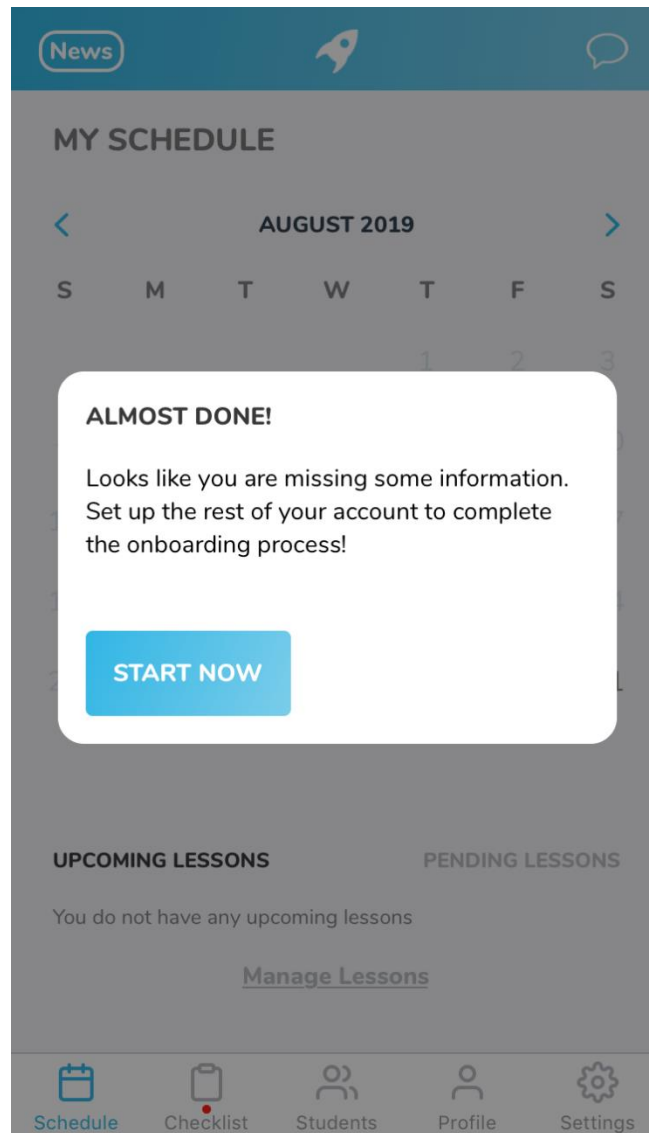 News
MY SCHEDULE
AUGUST 2019
S M T W T F S
1 2 3
ALMOST DONE!
Looks like you are missing some information.
Set up the rest of your account to complete
the onboarding process!
START NOW
UPCOMING LESSONS PENDING LESSONS
You do not have any upcoming lessons
Manage Lessons
Schedule Checklist Students Profile Settings